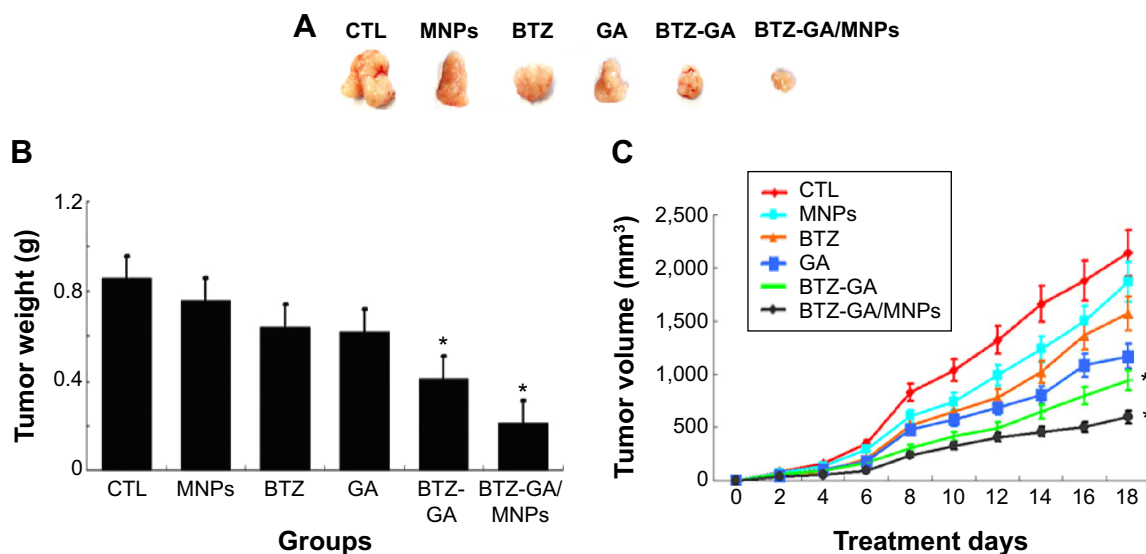 A
CTL MNPs BTZ GA BTZ-GA BTZ-GA/MNPs
B
Tumor weight (g)
1.2
0.8
0.4
0
* *
CTL MNPs BTZ GA BTZ- BTZ-GA/
GA MNPs
Groups
C
CTL
MNPs
BTZ
GA
BTZ-GA
BTZ-GA/MNPs
Tumor volume (mm³)
2,500
2,000
1,500
1,000
500
0
*
*
0 2 4 6 8 10 12 14 16 18
Treatment days